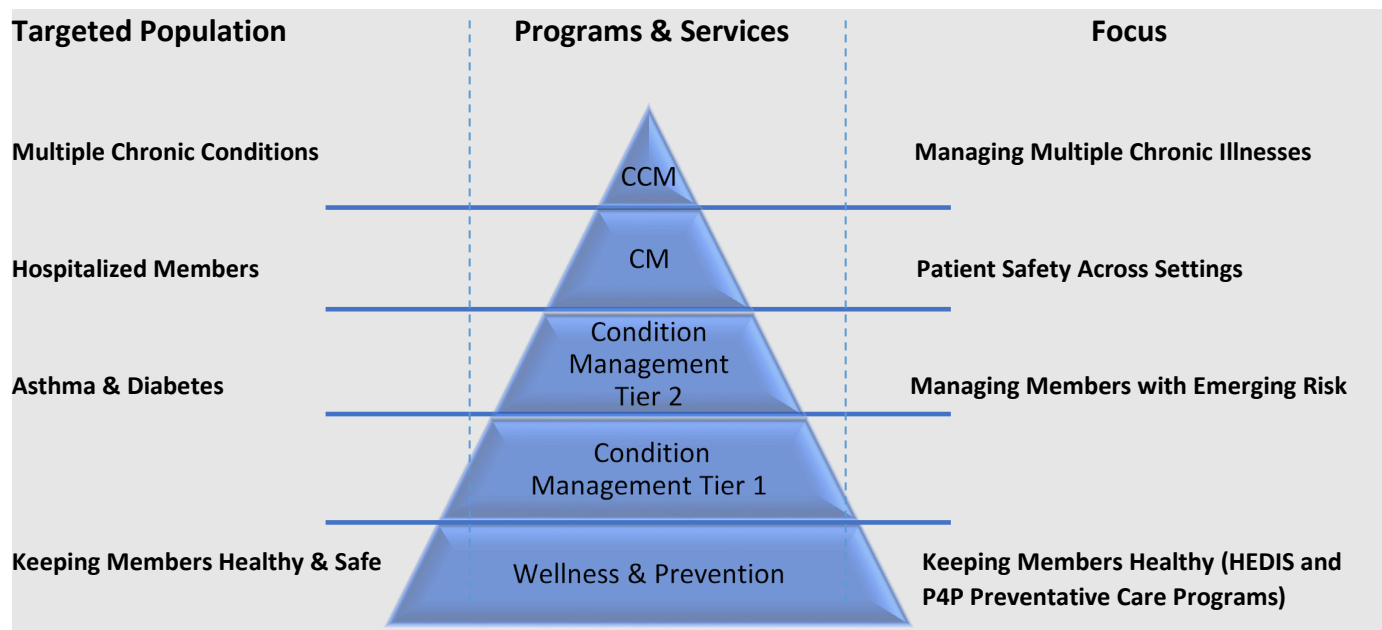 Targeted Population
Programs & Services
Focus
Multiple Chronic Conditions
CCM
Managing Multiple Chronic Illnesses
Hospitalized Members
CM
Patient Safety Across Settings
Asthma & Diabetes
Condition
Management
Tier 2
Managing Members with Emerging Risk
Condition
Management Tier 1
Keeping Members Healthy & Safe
Wellness & Prevention
Keeping Members Healthy (HEDIS and
P4P Preventative Care Programs)